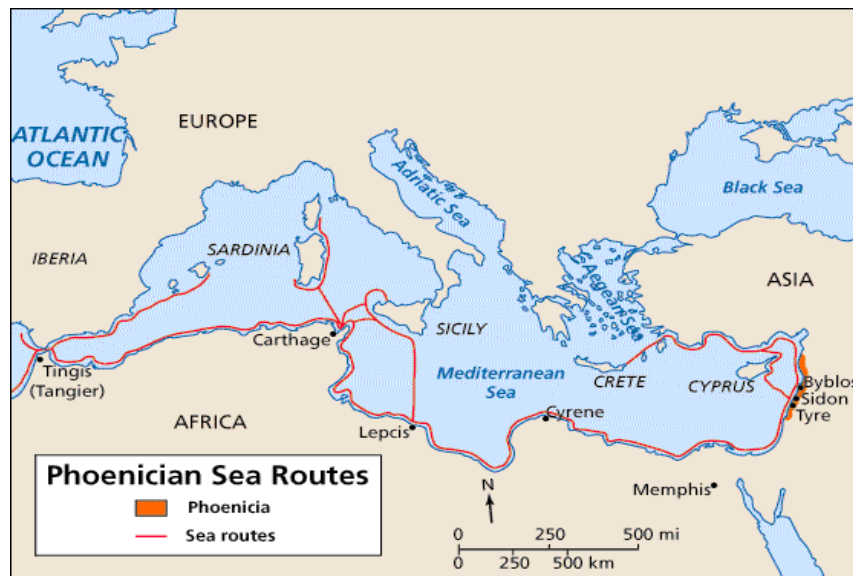 EUROPE
ATLANTIC
OCEAN
Adriatic Sea
Black Sea
IBERIA
SARDINIA
Aegean Sea
ASIA
SICILY
Carthage
Tingis
(Tangier)
Mediterranean
Sea
CRETE
CYPRUS
Byblos
Sidon
Tyre
AFRICA
Lepcis
Cyrene
Memphis
Phoenician Sea Routes
Phoenicia
Sea routes
N
0 250 500 mi
0 250 500 km